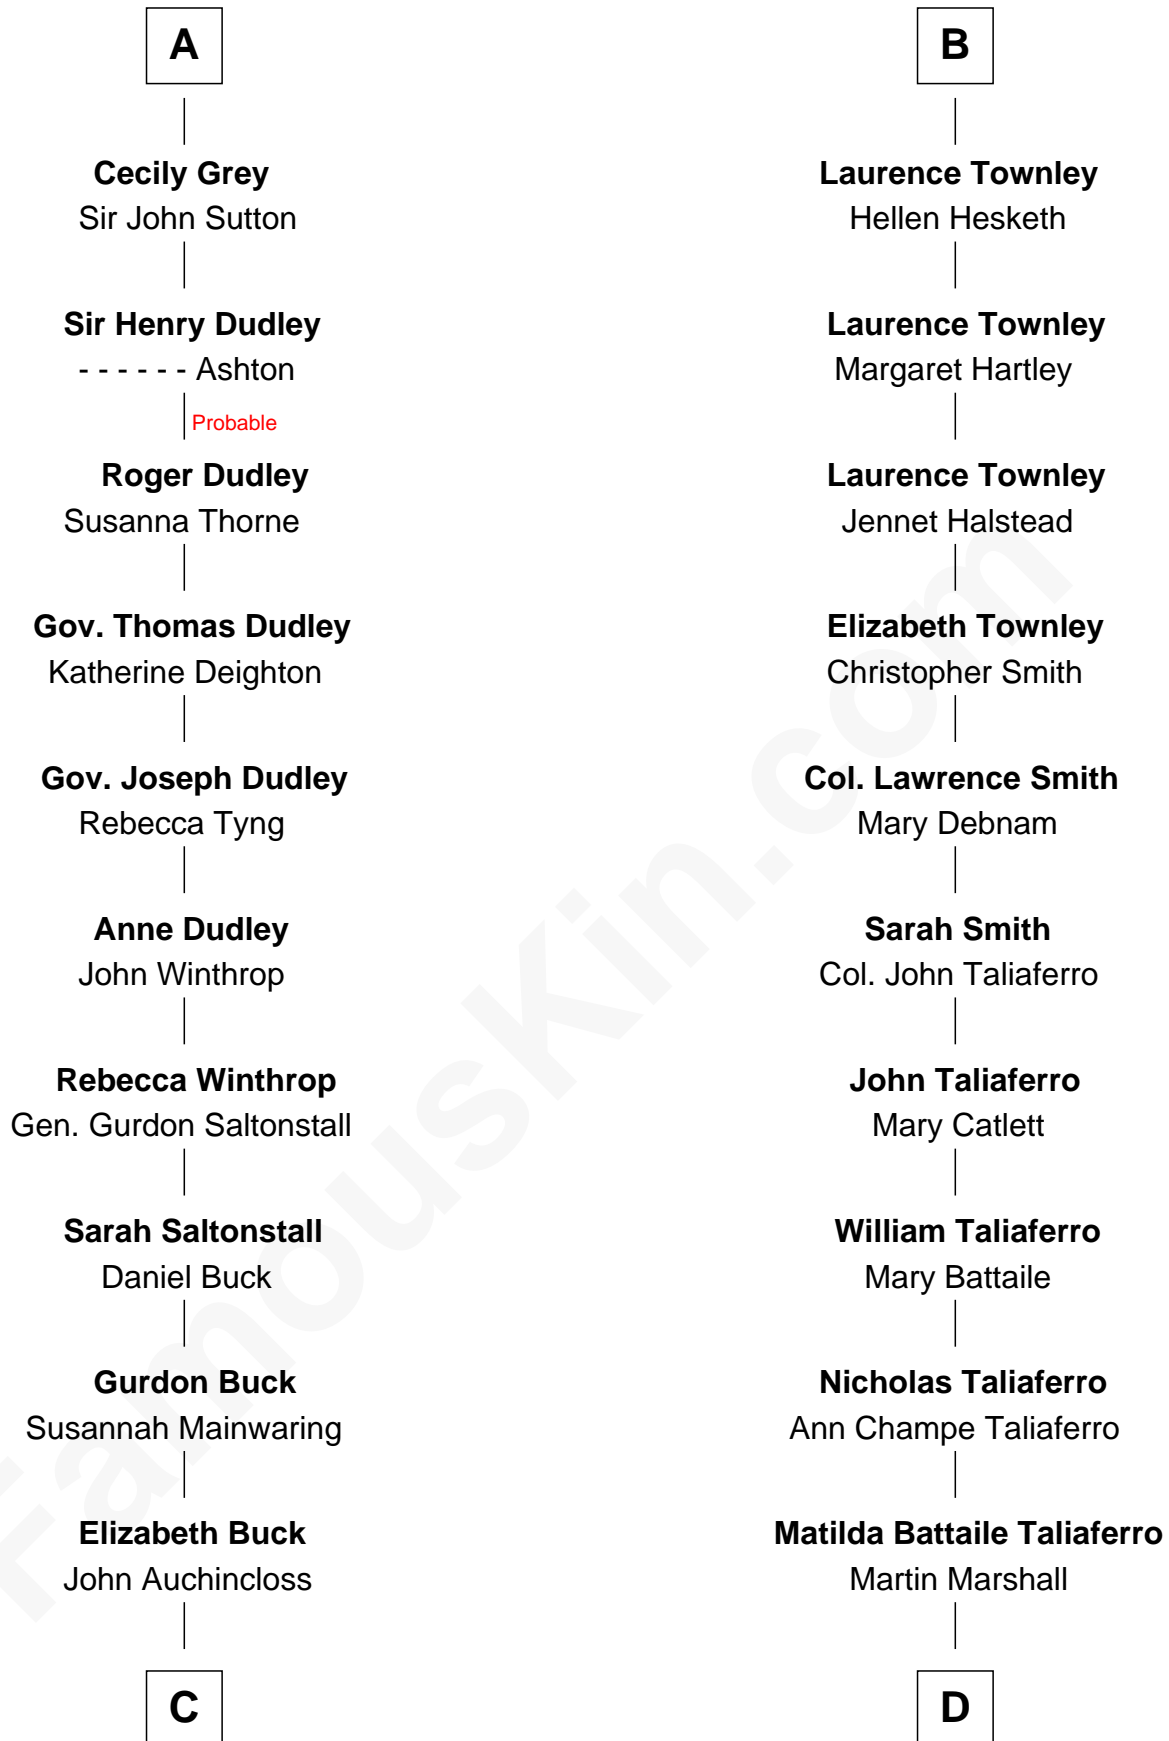 A
Cecily Grey
Sir John Sutton
Sir Henry Dudley
- - - - - - Ashton
Probable
Roger Dudley
Susanna Thorne
Gov. Thomas Dudley
Katherine Deighton
Gov. Joseph Dudley
Rebecca Tyng
Anne Dudley
John Winthrop
Rebecca Winthrop
Gen. Gurdon Saltonstall
Sarah Saltonstall
Daniel Buck
Gurdon Buck
Susannah Mainwaring
Elizabeth Buck
John Auchincloss
C
B
Laurence Townley
Hellen Hesketh
Laurence Townley
Margaret Hartley
Laurence Townley
Jennet Halstead
Elizabeth Townley
Christopher Smith
Col. Lawrence Smith
Mary Debnam
Sarah Smith
Col. John Taliaferro
John Taliaferro
Mary Catlett
William Taliaferro
Mary Battaile
Nicholas Taliaferro
Ann Champe Taliaferro
Matilda Battaile Taliaferro
Martin Marshall
D
FamousKin.com